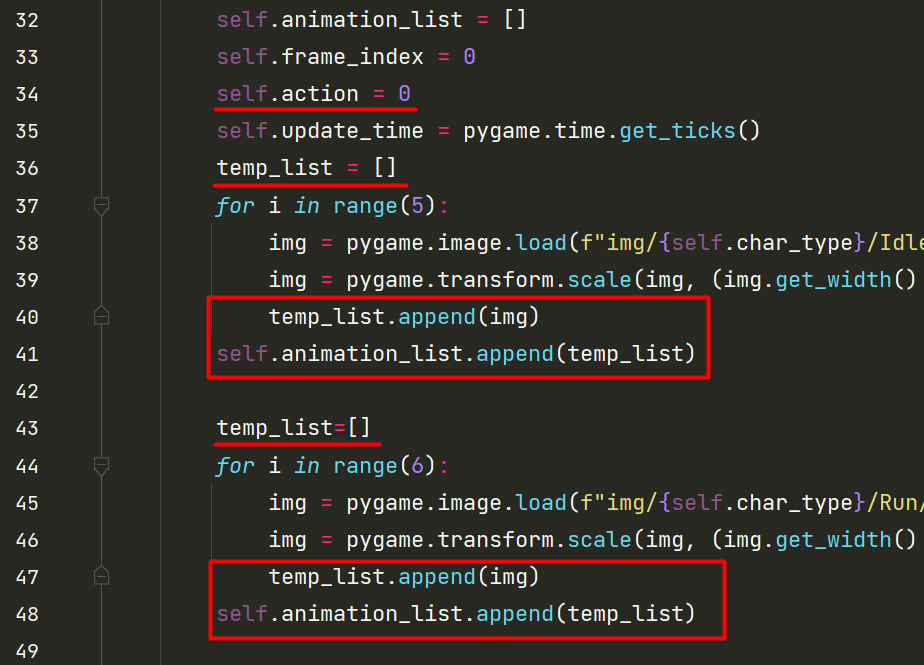 32 self.animation_list = []
33 self.frame_index = 0
34 self.action = 0
35 self.update_time = pygame.time.get_ticks()
36 temp_list = []
37 for i in range(5):
38 img = pygame.image.load(f"img/{self.char_type}/Idle
39 img = pygame.transform.scale(img, (img.get_width()
40 temp_list.append(img)
41 self.animation_list.append(temp_list)
42
43 temp_list=[]
44 for i in range(6):
45 img = pygame.image.load(f"img/{self.char_type}/Run/
46 img = pygame.transform.scale(img, (img.get_width()
47 temp_list.append(img)
48 self.animation_list.append(temp_list)
49